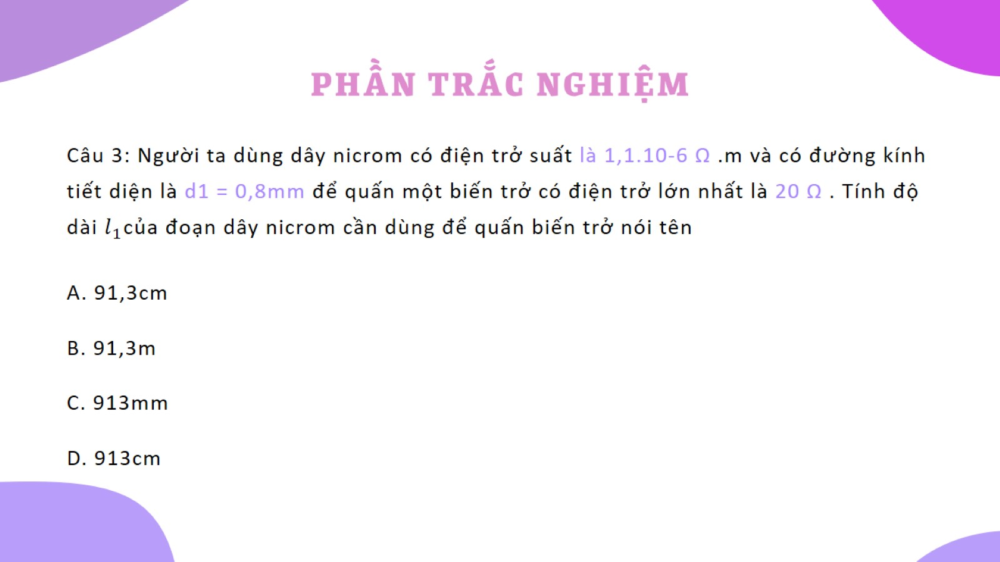 PHẦN TRẮC NGHIỆM
Câu 3: Người ta dùng dây nicrom có điện trở suất là 1,1.10-6 Ω .m và có đường kính
tiết diện là d1 = 0,8mm để quấn một biến trở có điện trở lớn nhất là 20 Ω . Tính độ
dài l₁của đoạn dây nicrom cần dùng để quấn biến trở nói tên
A. 91,3cm
B. 91,3m
C. 913mm
D. 913cm